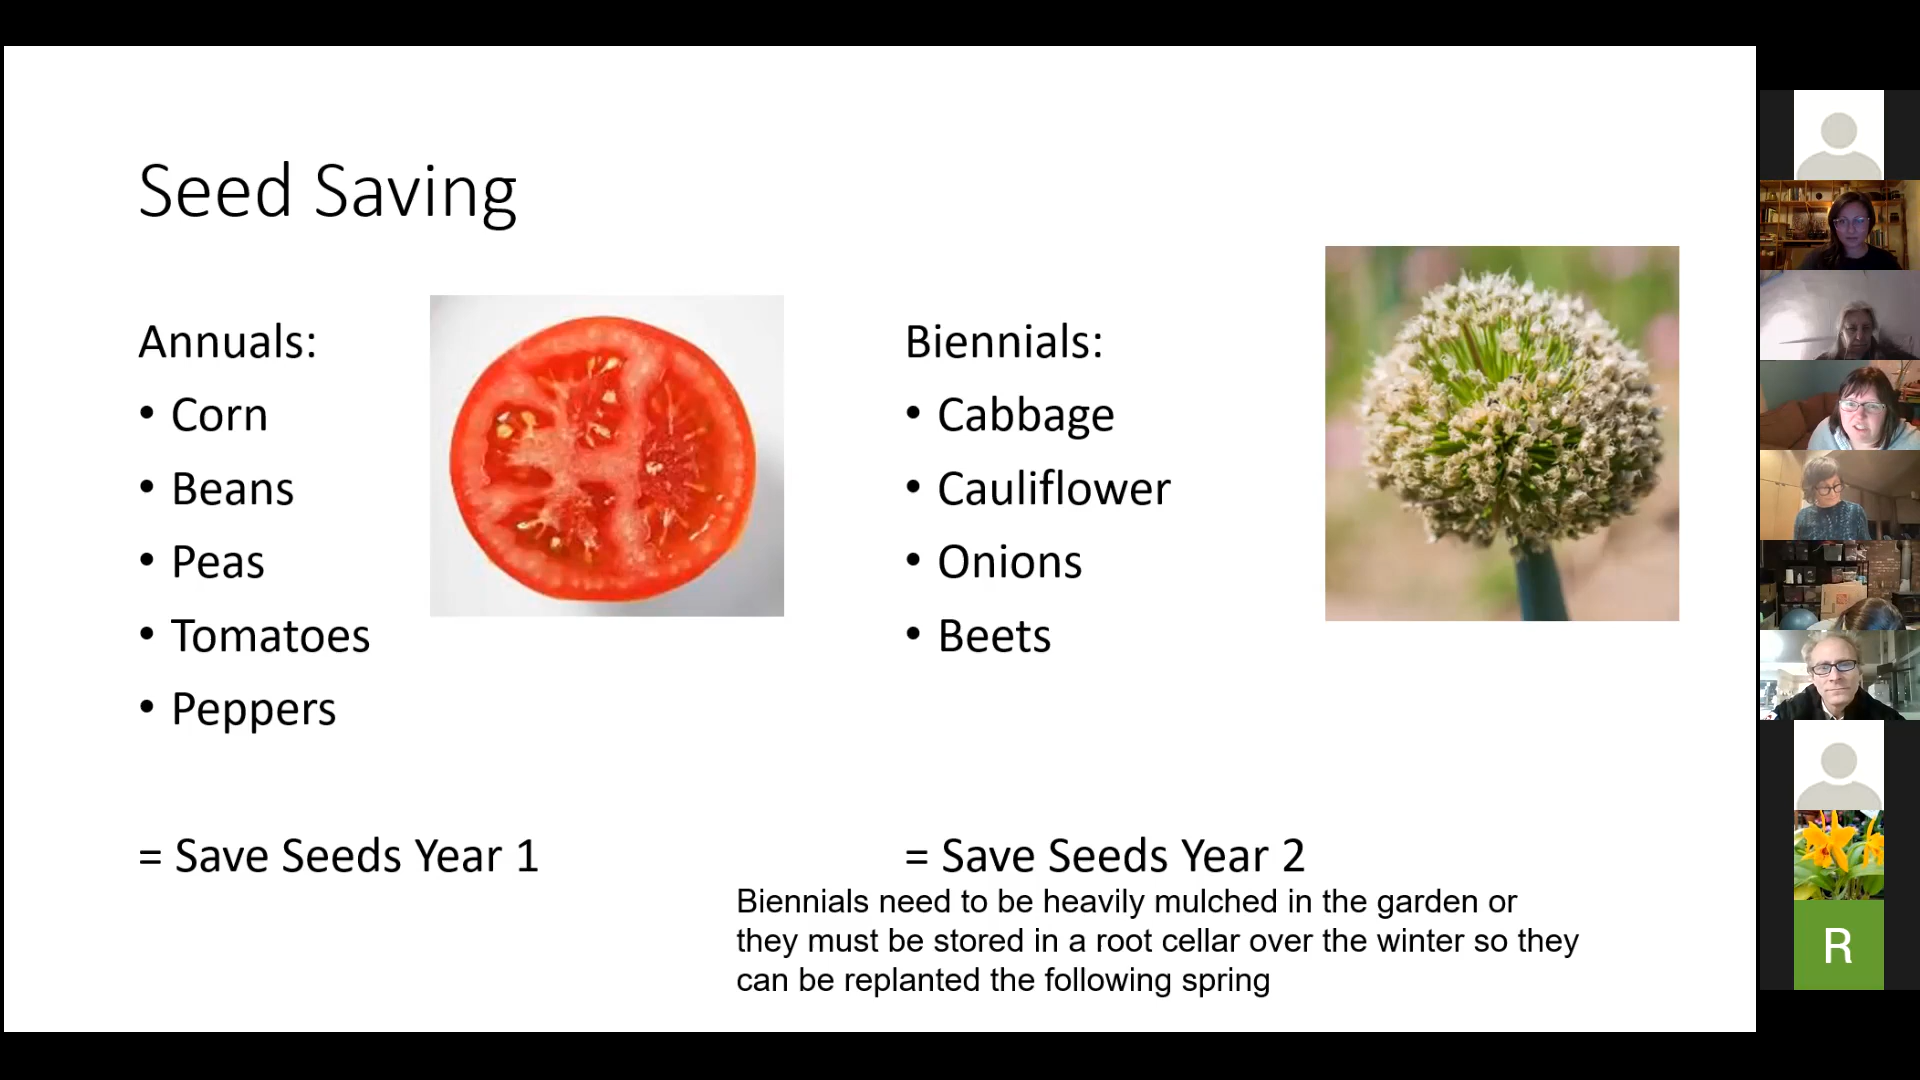 Seed Saving
Annuals:
• Corn
• Beans
• Peas
• Tomatoes
• Peppers
= Save Seeds Year 1
Biennials:
• Cabbage
• Cauliflower
• Onions
• Beets
= Save Seeds Year 2
Biennials need to be heavily mulched in the garden or
they must be stored in a root cellar over the winter so they
can be replanted the following spring
R